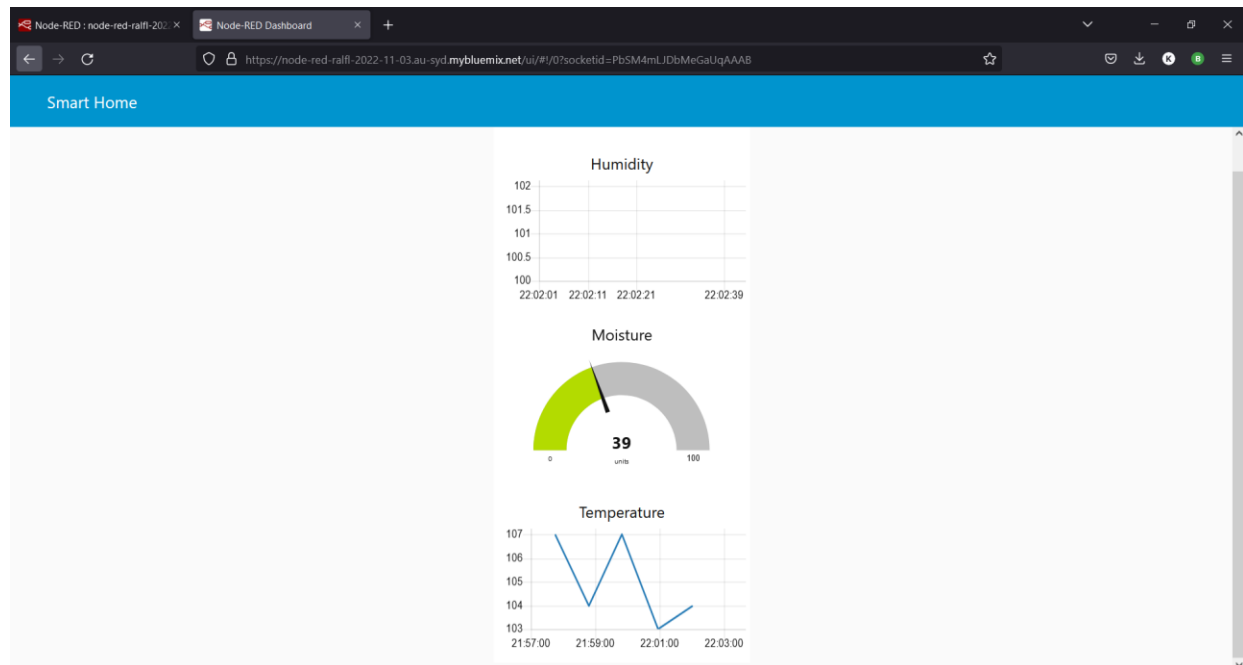 Node-RED : node-red-ralfl-202
Node-RED Dashboard
https://node-red-ralfl-2022-11-03.au-syd.mybluemix.net/ui/#!/0?socketid=PbSM4mLJDbMeGaUqAAAB
K
B
Smart Home
Humidity
102
101.5
101
100.5
100
22:02:01 22:02:11 22:02:21 22:02:39
Moisture
39
0 units 100
Temperature
107
106
105
104
103
21:57:00 21:59:00 22:01:00 22:03:00